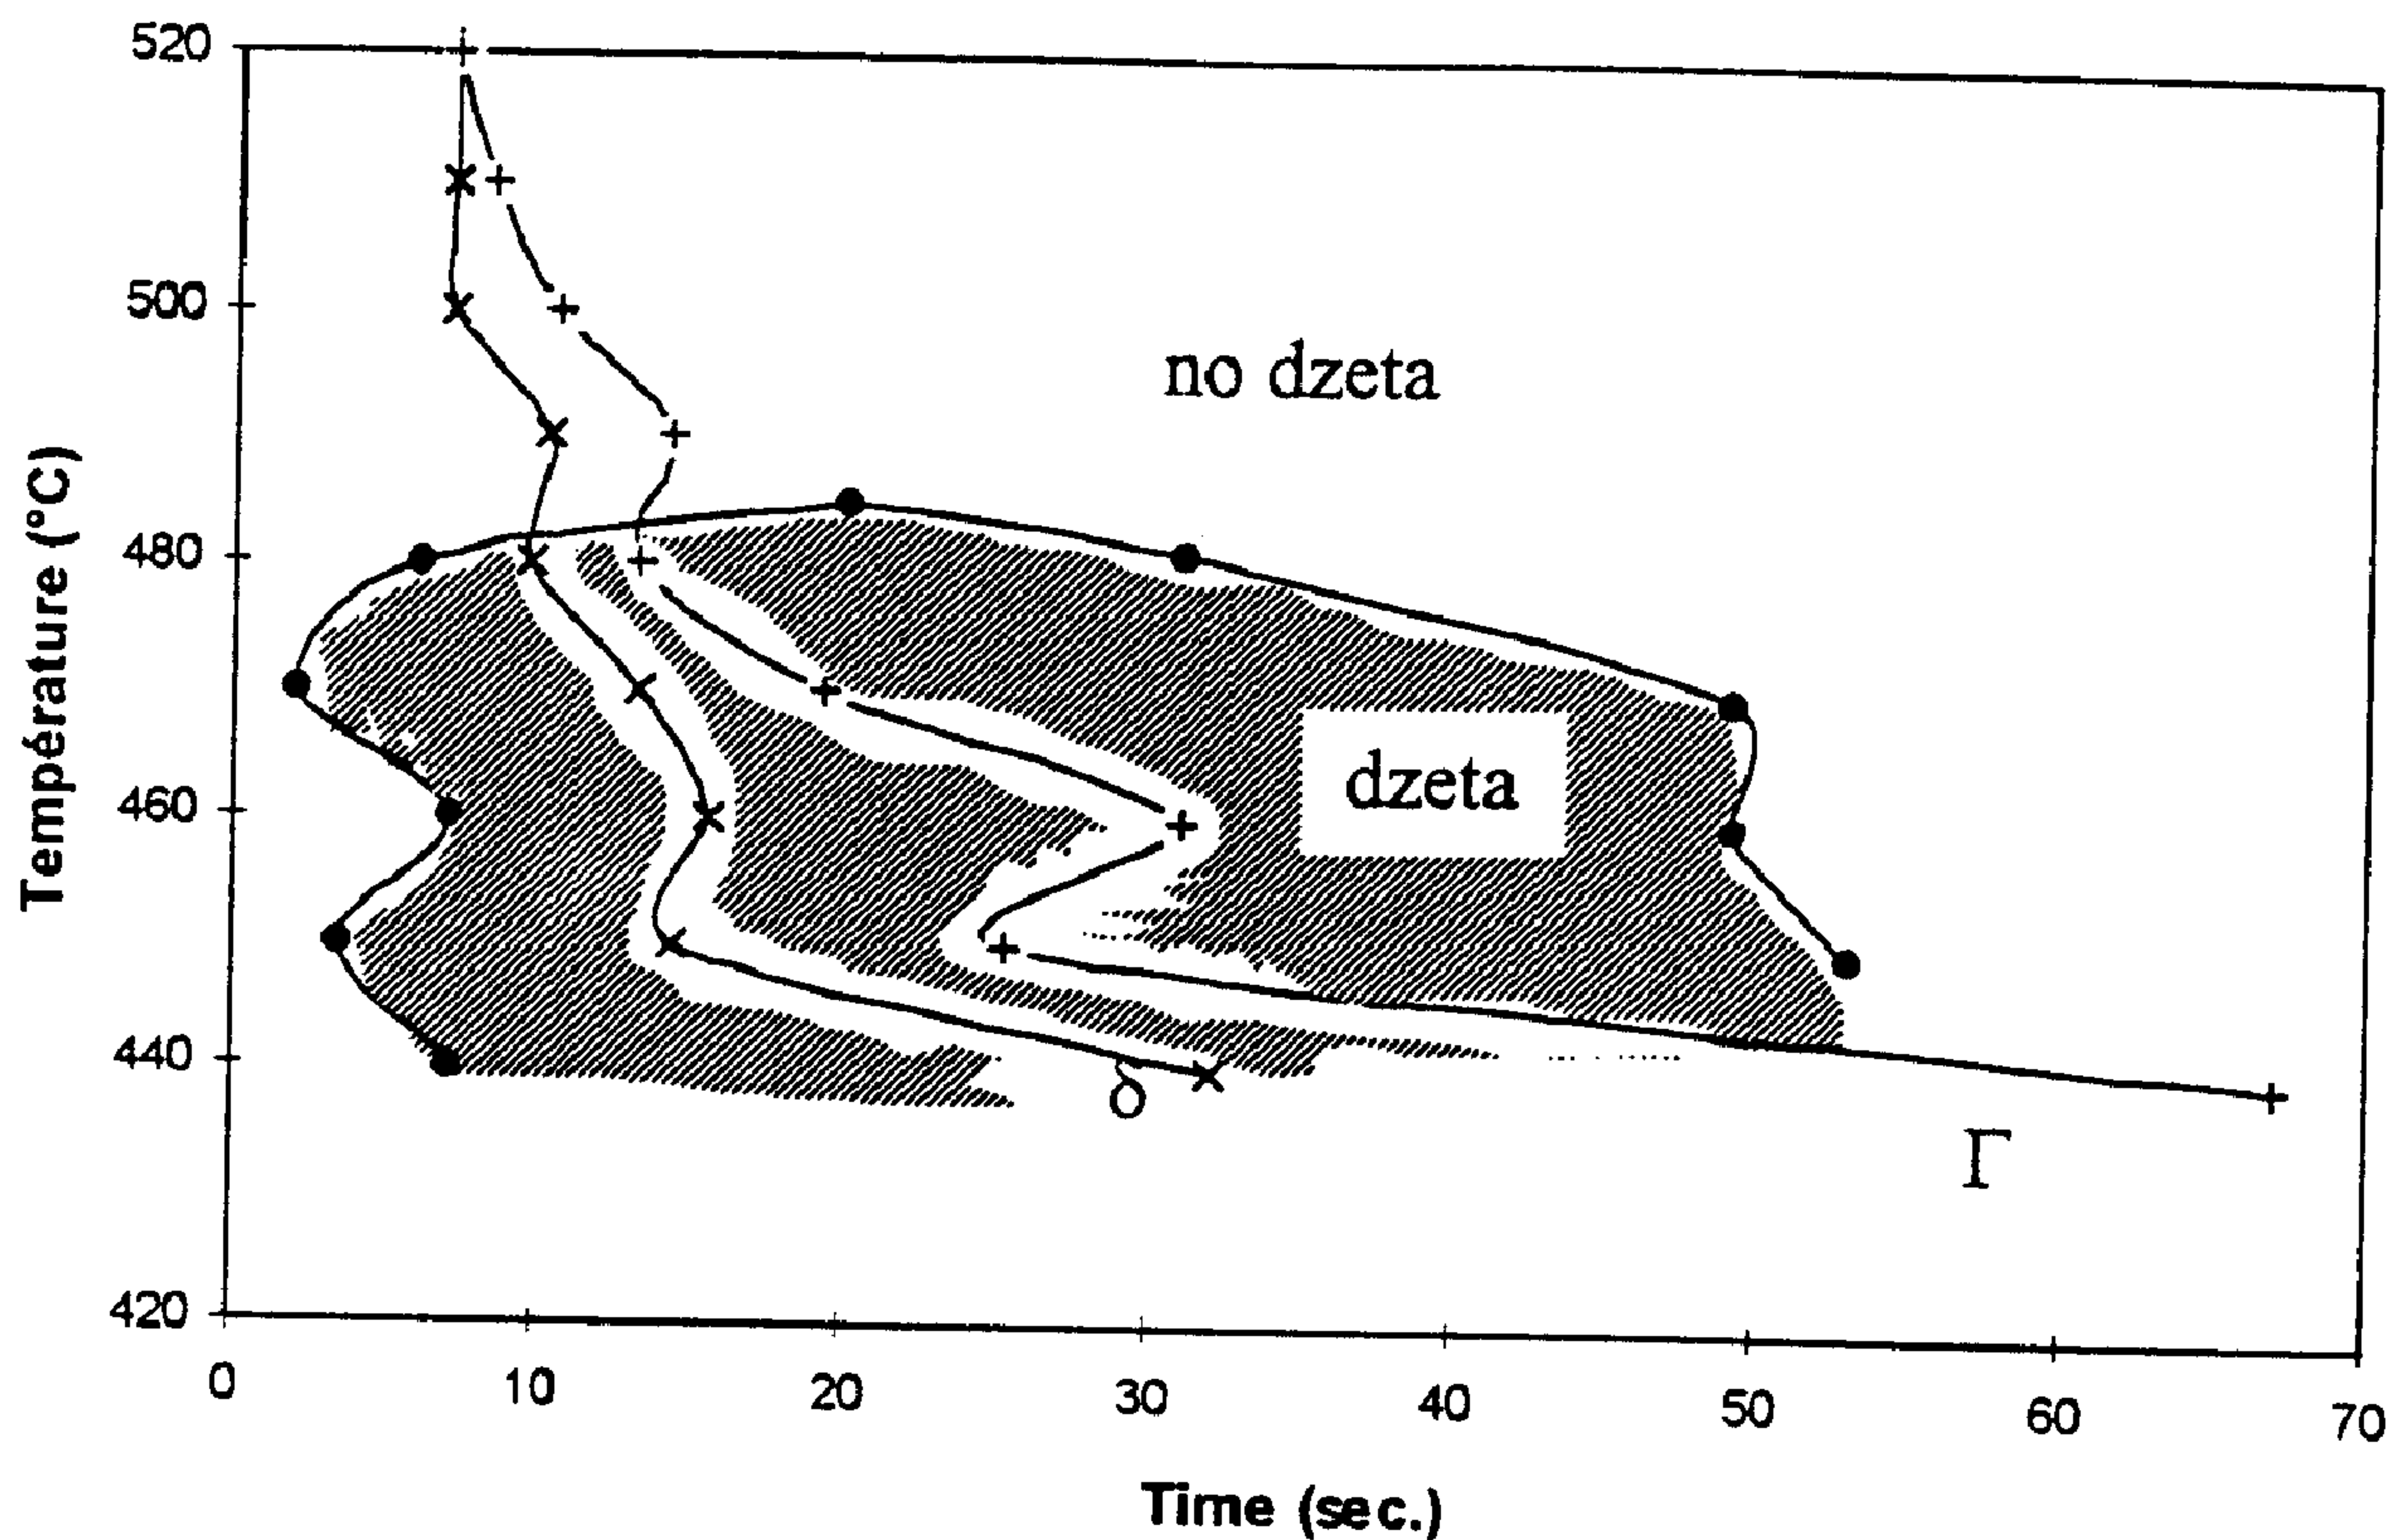 520
500
no dzeta
480
dzeta
460
440
δ
Γ
420
0 10 20 30 40 50 60 70
Température (°C)
Time (sec.)